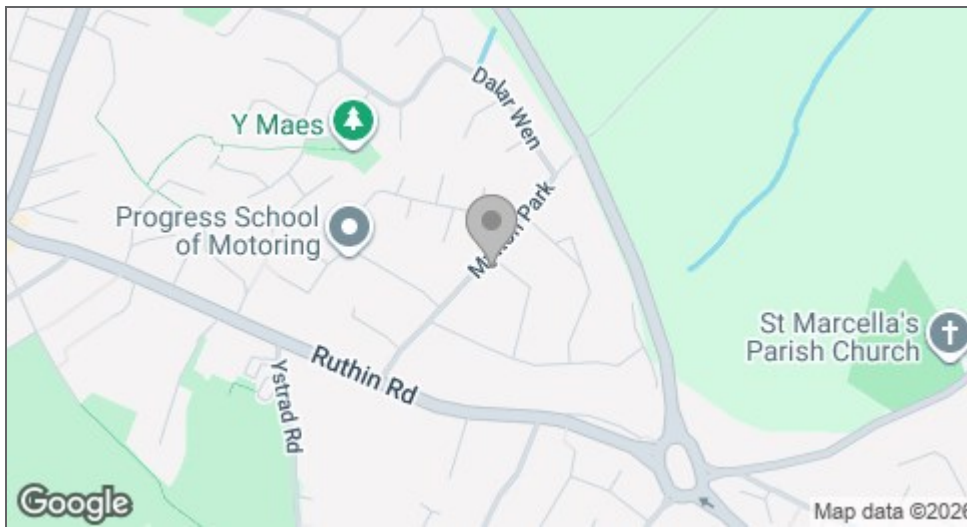 Dalar Wen
Y Maes
Park
Progress School
of Motoring
St Marcella's
Parish Church
Ruthin Rd
Ystrad Rd
Google
Map data ©2026